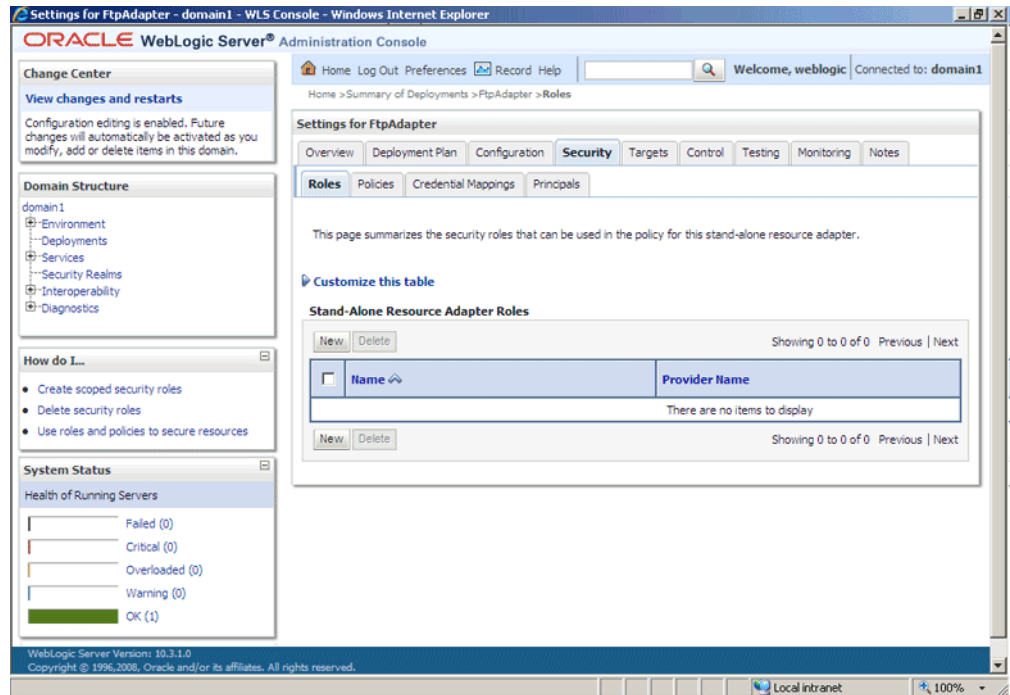 Settings for FtpAdapter - domain1 - WLS Console - Windows Internet Explorer
ORACLE WebLogic Server® Administration Console
Change Center
View changes and restarts
Configuration editing is enabled. Future
changes will automatically be activated as you
modify, add or delete items in this domain.
Domain Structure
domain1
Environment
Deployments
Services
Security Realms
Interoperability
Diagnostics
How do I...
Create scoped security roles
Delete security roles
Use roles and policies to secure resources
System Status
Health of Running Servers
Failed (0)
Critical (0)
Overloaded (0)
Warning (0)
OK (1)
Home Log Out Preferences Record Help
Welcome, weblogic Connected to: domain1
Home >Summary of Deployments >FtpAdapter >Roles
Settings for FtpAdapter
Overview Deployment Plan Configuration Security Targets Control Testing Monitoring Notes
Roles Policies Credential Mappings Principals
This page summarizes the security roles that can be used in the policy for this stand-alone resource adapter.
Customize this table
Stand-Alone Resource Adapter Roles
New Delete Showing 0 to 0 of 0 Previous | Next
Name Provider Name
There are no items to display
New Delete Showing 0 to 0 of 0 Previous | Next
WebLogic Server Version: 10.3.1.0
Copyright © 1996,2008, Oracle and/or its affiliates. All rights reserved.
Local intranet 100%